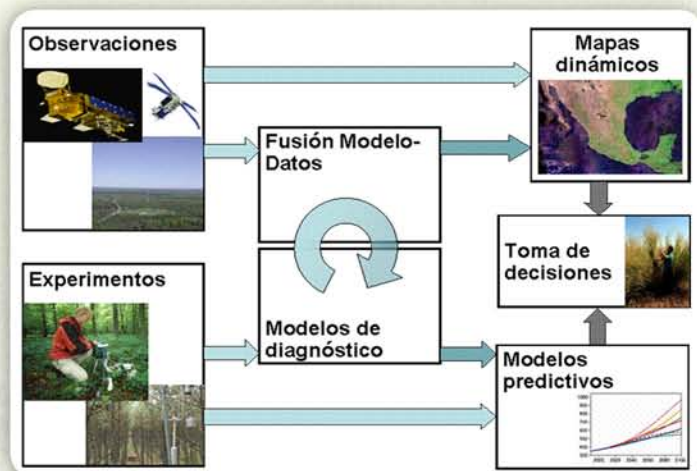 Observaciones
Mapas
dinámicos
Fusión Modelo-
Datos
Toma de
decisiones
Experimentos
Modelos de
diagnóstico
Modelos
predictivos